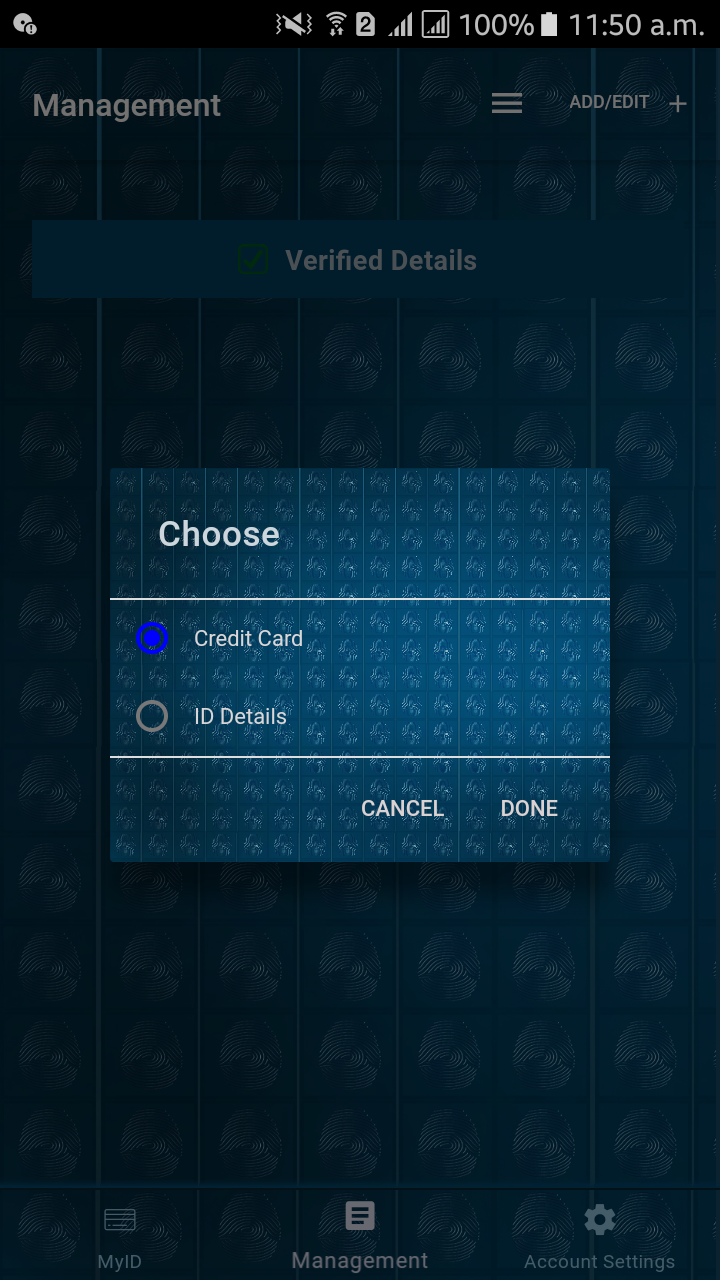 2 100% 11:50 a.m.
Management ADD/EDIT +
Verified Details
Choose
Credit Card
ID Details
CANCEL DONE
MyID Management Account Settings